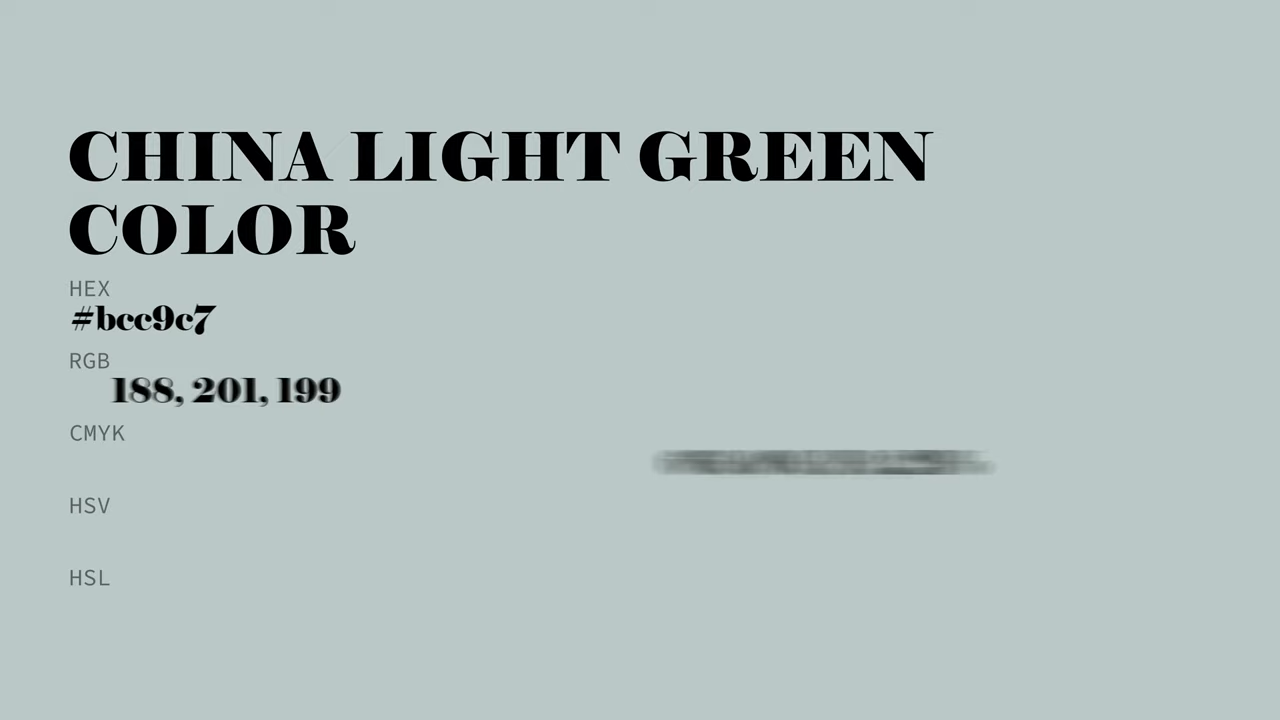 CHINA LIGHT GREEN
COLOR
HEX
#bcc9c7
RGB
188, 201, 199
CMYK
HSV
HSL